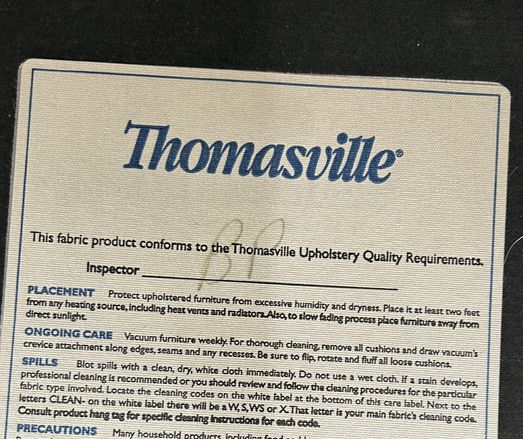 Thomasville®
This fabric product conforms to the Thomasville Upholstery Quality Requirements.
BP
Inspector
PLACEMENT Protect upholstered furniture from excessive humidity and dryness. Place it at least two feet
from any heating source, including heat vents and radiators. Also, to slow fading process place furniture away from
direct sunlight.
ONGOING CARE Vacuum furniture weekly. For thorough cleaning, remove all cushions and draw vacuum's
crevice attachment along edges, seams and any recesses. Be sure to flip, rotate and fluff all loose cushions.
SPILLS Blot spills with a clean, dry, white cloth immediately. Do not use a wet cloth. If a stain develops,
professional cleaning is recommended or you should review and follow the cleaning procedures for the particular
fabric type involved. Locate the cleaning codes on the white label at the bottom of this care label. Next to the
letters CLEAN- on the white label there will be a W, S, WS or X. That letter is your main fabric's cleaning code.
Consult product hang tag for specific cleaning instructions for each code.
PRECAUTIONS Many household products, including